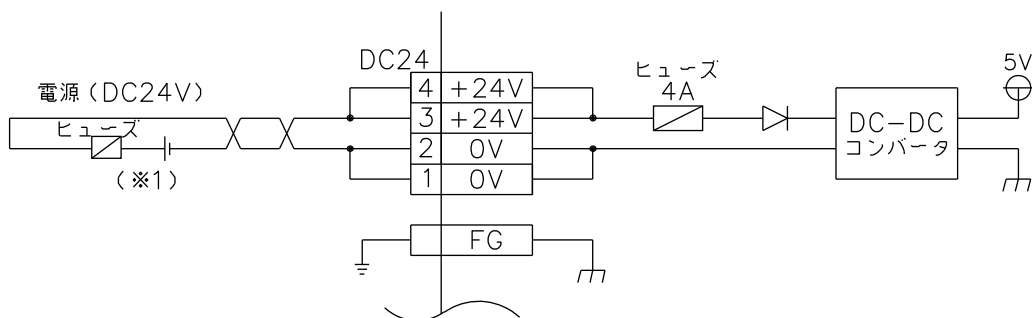 DC24
電源(DC24V)
ヒューズ
(※1)
4 +24V
3 +24V
2 0V
1 0V
FG
ヒューズ
4A
DC-DC
コンバータ
5V